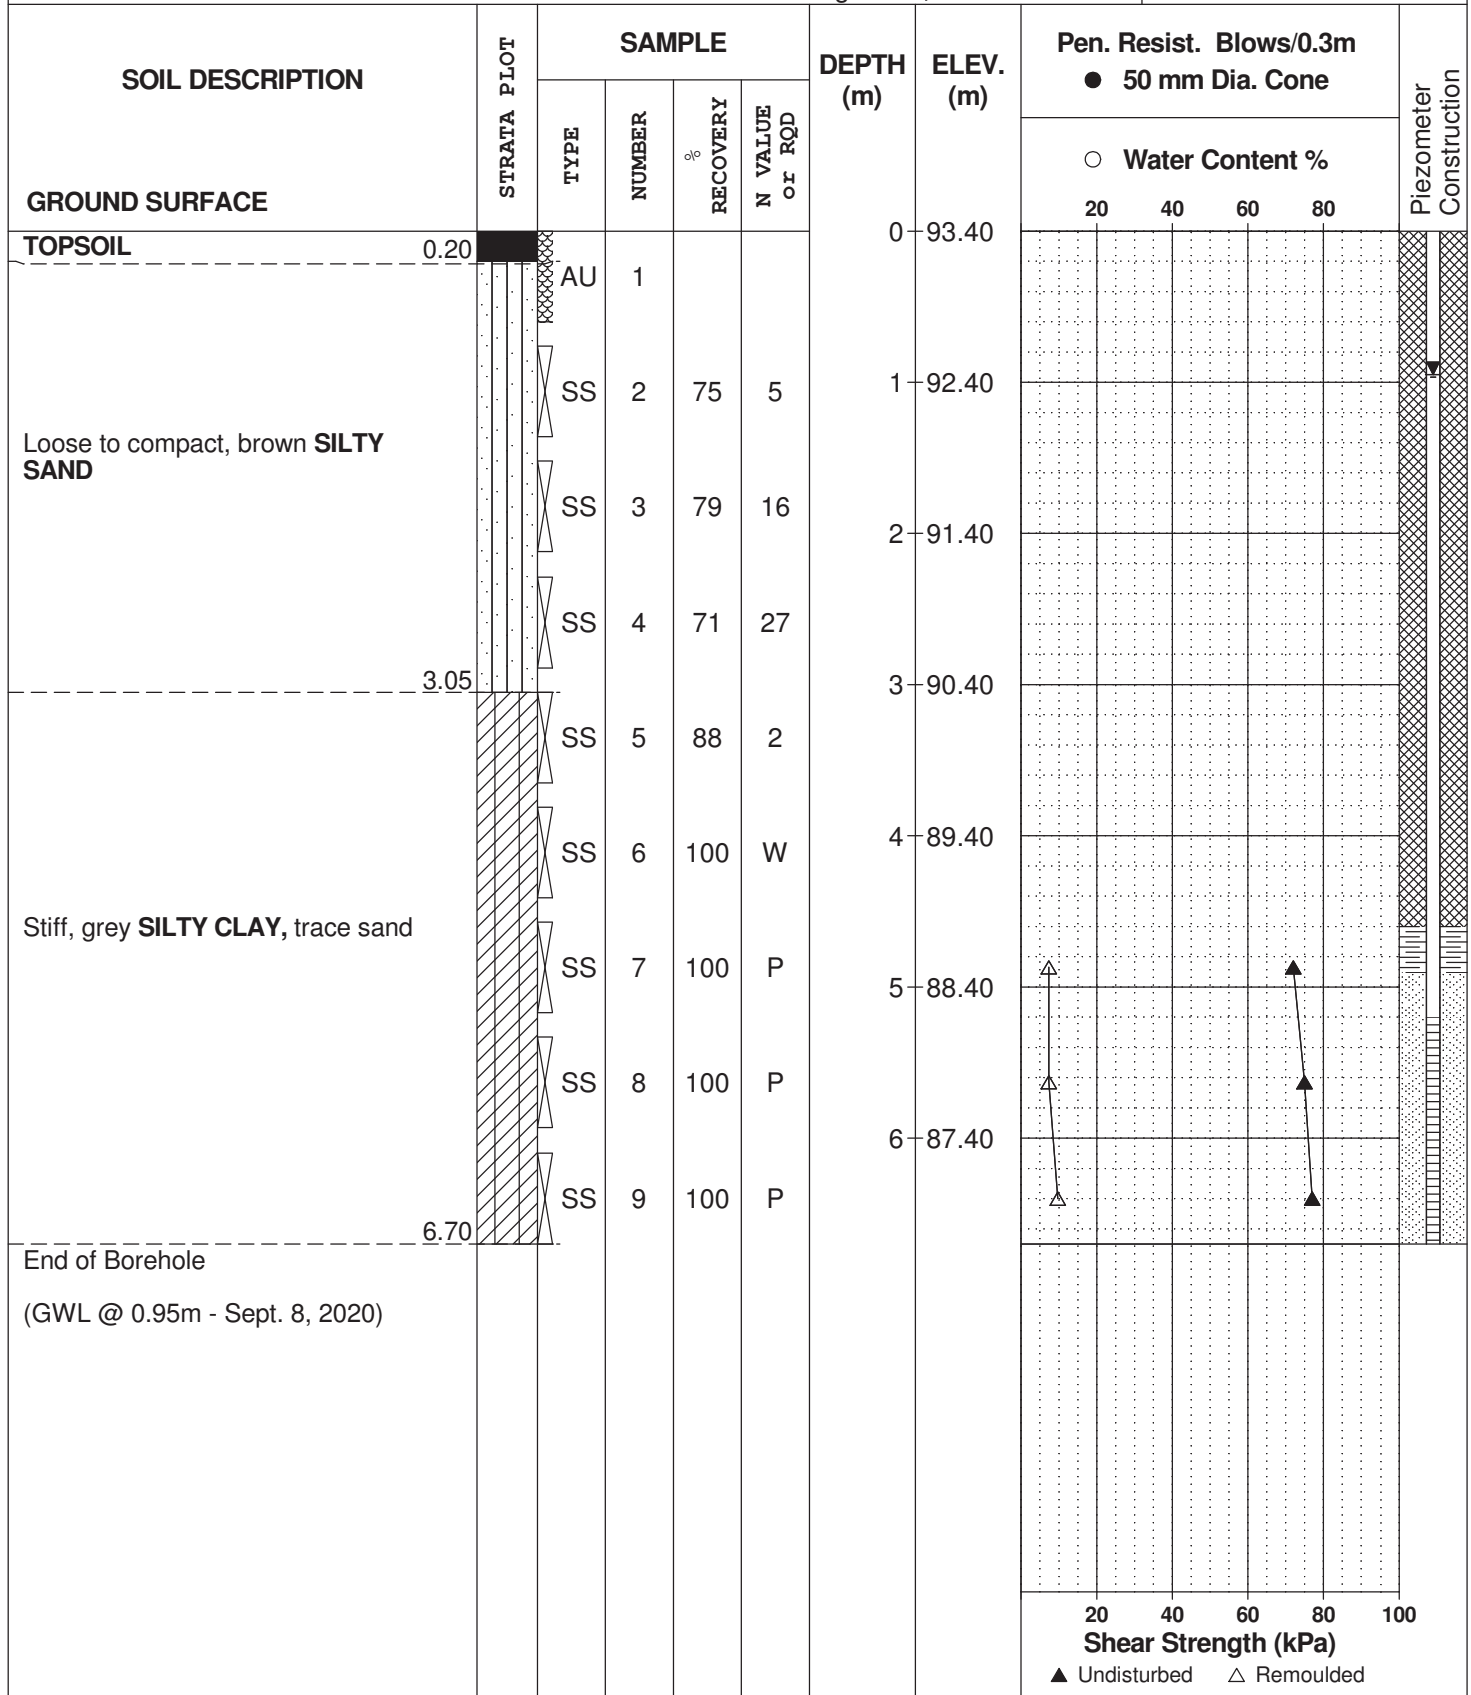 SOIL DESCRIPTION
GROUND SURFACE
STRATA PLOT
SAMPLE
TYPE
NUMBER
%
RECOVERY
N VALUE
or RQD
DEPTH
(m)
ELEV.
(m)
Pen. Resist. Blows/0.3m
● 50 mm Dia. Cone
○ Water Content %
20 40 60 80
Piezometer
Construction
TOPSOIL 0.20
0 93.40
AU 1
SS 2 75 5
1 92.40
Loose to compact, brown SILTY
SAND
SS 3 79 16
2 91.40
SS 4 71 27
3.05
3 90.40
SS 5 88 2
4 89.40
SS 6 100 W
Stiff, grey SILTY CLAY, trace sand
SS 7 100 P
5 88.40
SS 8 100 P
6 87.40
SS 9 100 P
6.70
End of Borehole
(GWL @ 0.95m - Sept. 8, 2020)
20 40 60 80 100
Shear Strength (kPa)
▲ Undisturbed △ Remoulded